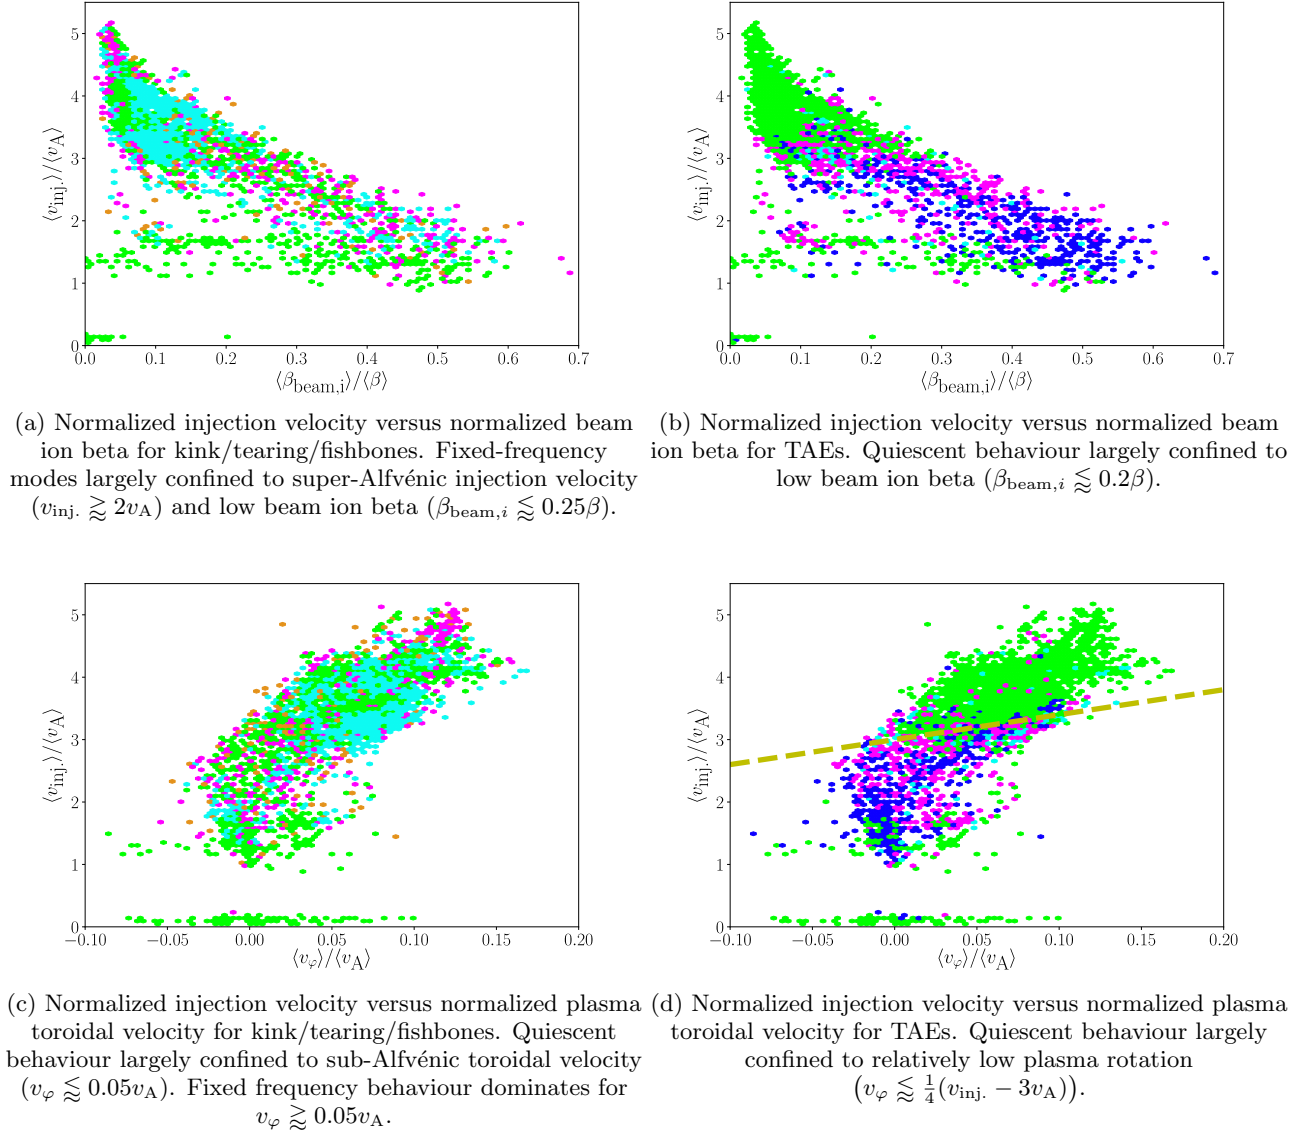 5
4
3
2
1
0
⟨v_inj.⟩/⟨v_A⟩
0.0 0.1 0.2 0.3 0.4 0.5 0.6 0.7
⟨β_beam,i⟩/⟨β⟩
5
4
3
2
1
0
⟨v_inj.⟩/⟨v_A⟩
0.0 0.1 0.2 0.3 0.4 0.5 0.6 0.7
⟨β_beam,i⟩/⟨β⟩
(a) Normalized injection velocity versus normalized beam
ion beta for kink/tearing/fishbones. Fixed-frequency
modes largely confined to super-Alfvénic injection velocity
(v_inj. ⪆ 2v_A) and low beam ion beta (β_beam,i ⪅ 0.25β).
(b) Normalized injection velocity versus normalized beam
ion beta for TAEs. Quiescent behaviour largely confined to
low beam ion beta (β_beam,i ⪅ 0.2β).
5
4
3
2
1
0
⟨v_inj.⟩/⟨v_A⟩
−0.10 −0.05 0.00 0.05 0.10 0.15 0.20
⟨v_φ⟩/⟨v_A⟩
5
4
3
2
1
0
⟨v_inj.⟩/⟨v_A⟩
−0.10 −0.05 0.00 0.05 0.10 0.15 0.20
⟨v_φ⟩/⟨v_A⟩
(c) Normalized injection velocity versus normalized plasma
toroidal velocity for kink/tearing/fishbones. Quiescent
behaviour largely confined to sub-Alfvénic toroidal velocity
(v_φ ⪅ 0.05v_A). Fixed frequency behaviour dominates for
v_φ ⪆ 0.05v_A.
(d) Normalized injection velocity versus normalized plasma
toroidal velocity for TAEs. Quiescent behaviour largely
confined to relatively low plasma rotation
(v_φ ⪅ 1/4(v_inj. − 3v_A)).